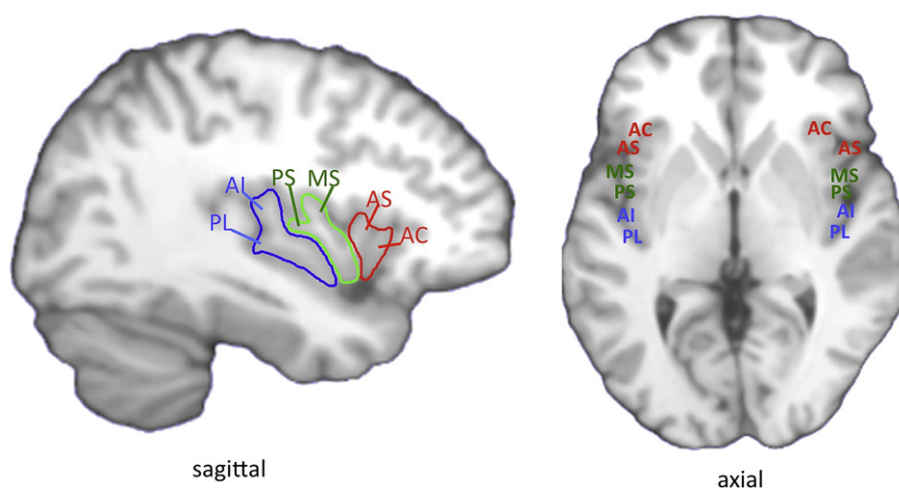 PS MS
AI
AS
PL
AC
sagittal
AC AC
AS AS
MS MS
PS PS
AI AI
PL PL
axial